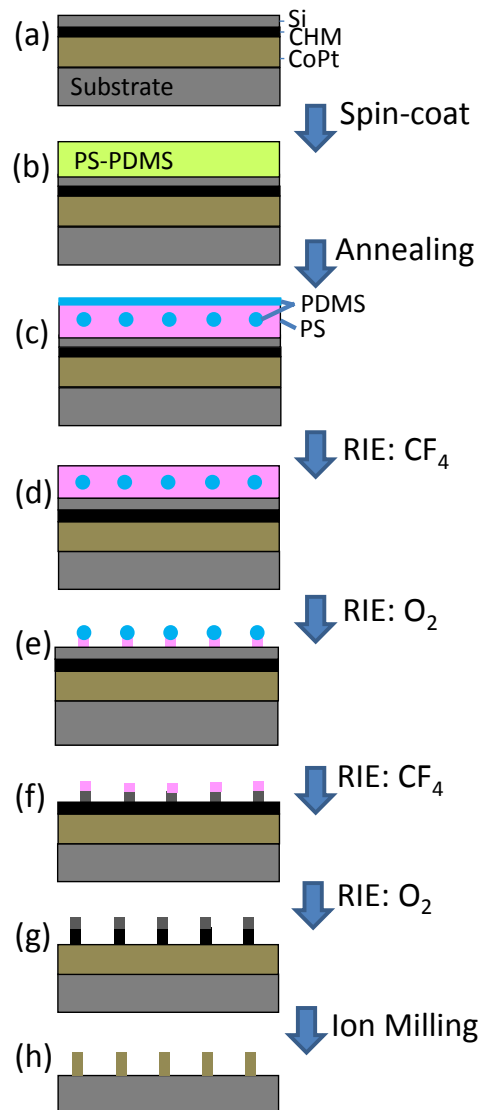 (a)
Si
CHM
CoPt
Substrate
Spin-coat
(b)
PS-PDMS
Annealing
(c)
PDMS
PS
RIE: CF₄
(d)
RIE: O₂
(e)
RIE: CF₄
(f)
RIE: O₂
(g)
Ion Milling
(h)